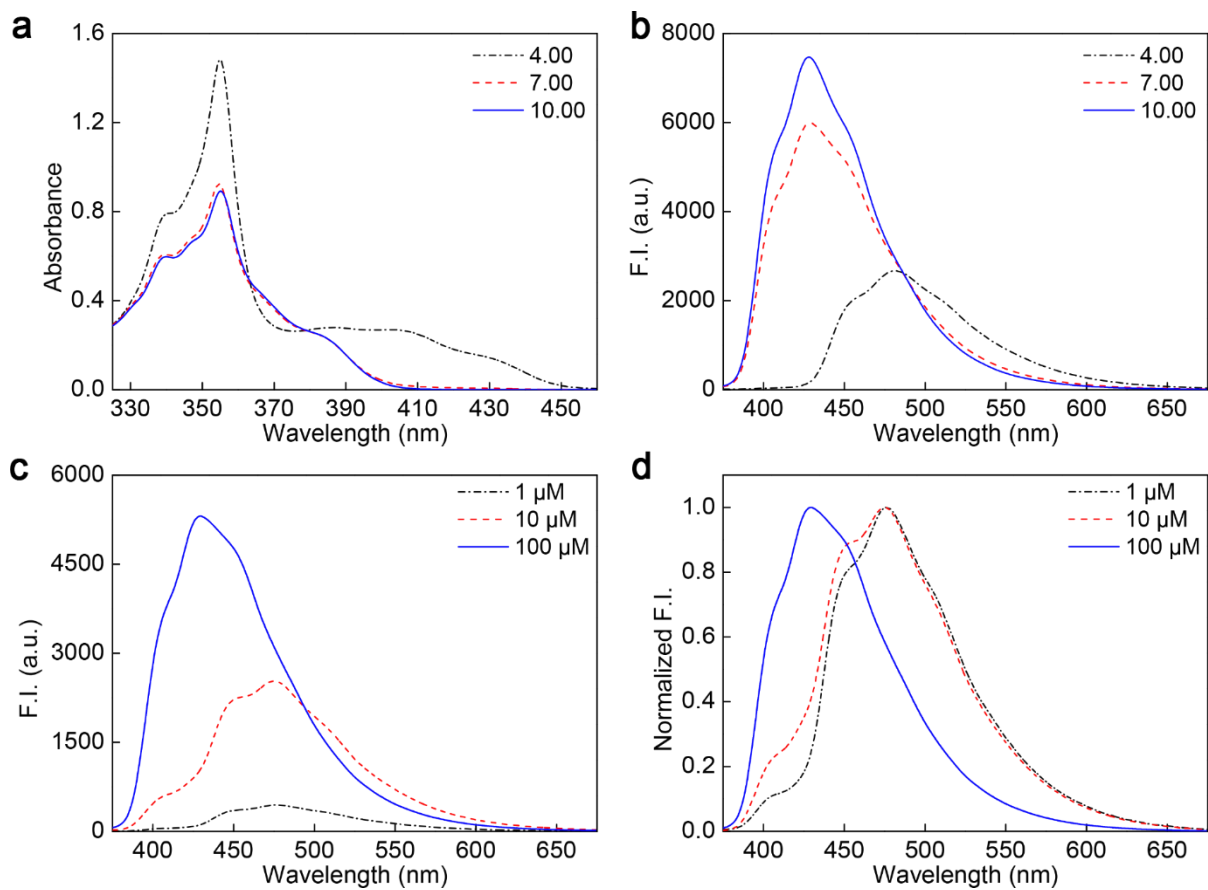 a
1.6
1.2
0.8
0.4
0.0
Absorbance
4.00
7.00
10.00
330 350 370 390 410 430 450
Wavelength (nm)
b
8000
6000
4000
2000
0
F.I. (a.u.)
4.00
7.00
10.00
400 450 500 550 600 650
Wavelength (nm)
c
6000
4500
3000
1500
0
F.I. (a.u.)
1 μM
10 μM
100 μM
400 450 500 550 600 650
Wavelength (nm)
d
1.0
0.8
0.6
0.4
0.2
0.0
Normalized F.I.
1 μM
10 μM
100 μM
400 450 500 550 600 650
Wavelength (nm)